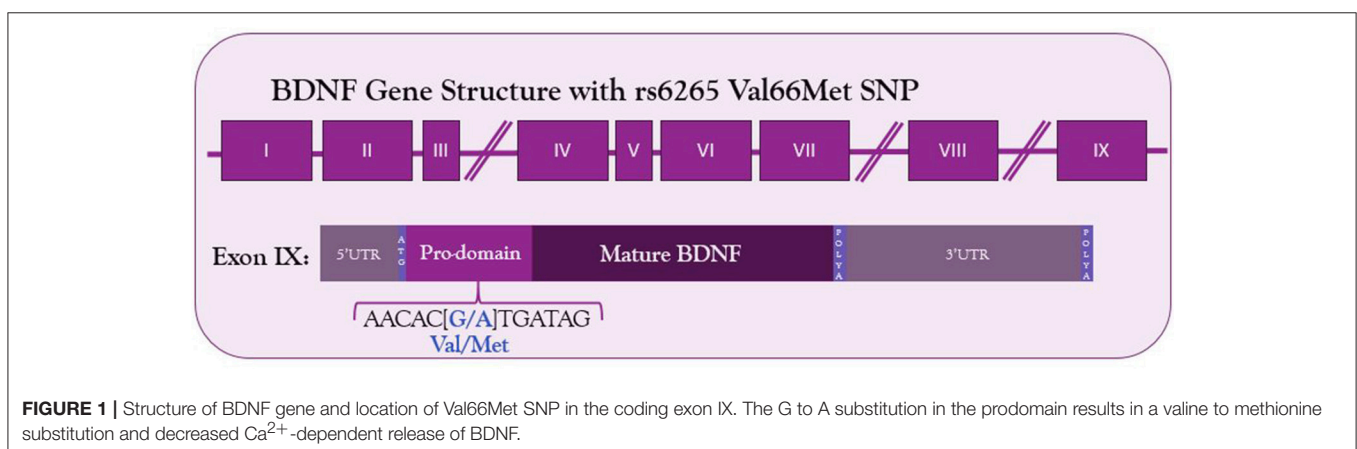 BDNF Gene Structure with rs6265 Val66Met SNP
I II III IV V VI VII VIII IX
Exon IX: 5'UTR ATG Pro-domain Mature BDNF POLYA 3'UTR POLYA
AACAC[G/A]TGATAG
Val/Met
FIGURE 1 | Structure of BDNF gene and location of Val66Met SNP in the coding exon IX. The G to A substitution in the prodomain results in a valine to methionine
substitution and decreased Ca²⁺-dependent release of BDNF.